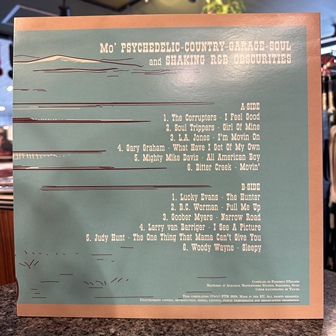 Mo' PSYCHEDELIC-COUNTRY-GARAGE-SOUL
and SHAKING R&B OBSCURITIES
A-SIDE
1. The Corruptors - I Feel Good
2. Soul Trippers - Girl Of Mine
3. L.A. Jones - I'm Movin On
4. Gary Graham - What Have I Got Of My Own
5. Mighty Mike Davis - All American Boy
6. Bitter Creek - Movin'
B-SIDE
1. Lucky Evans - The Hunter
2. B.C. Worman - Pull Me Up
3. Goober Myers - Narrow Road
4. Larry van Berriger - I See A Picture
5. Judy Hunt - The One Thing That Mama Can't Give You
6. Woody Wayne - Sleepy